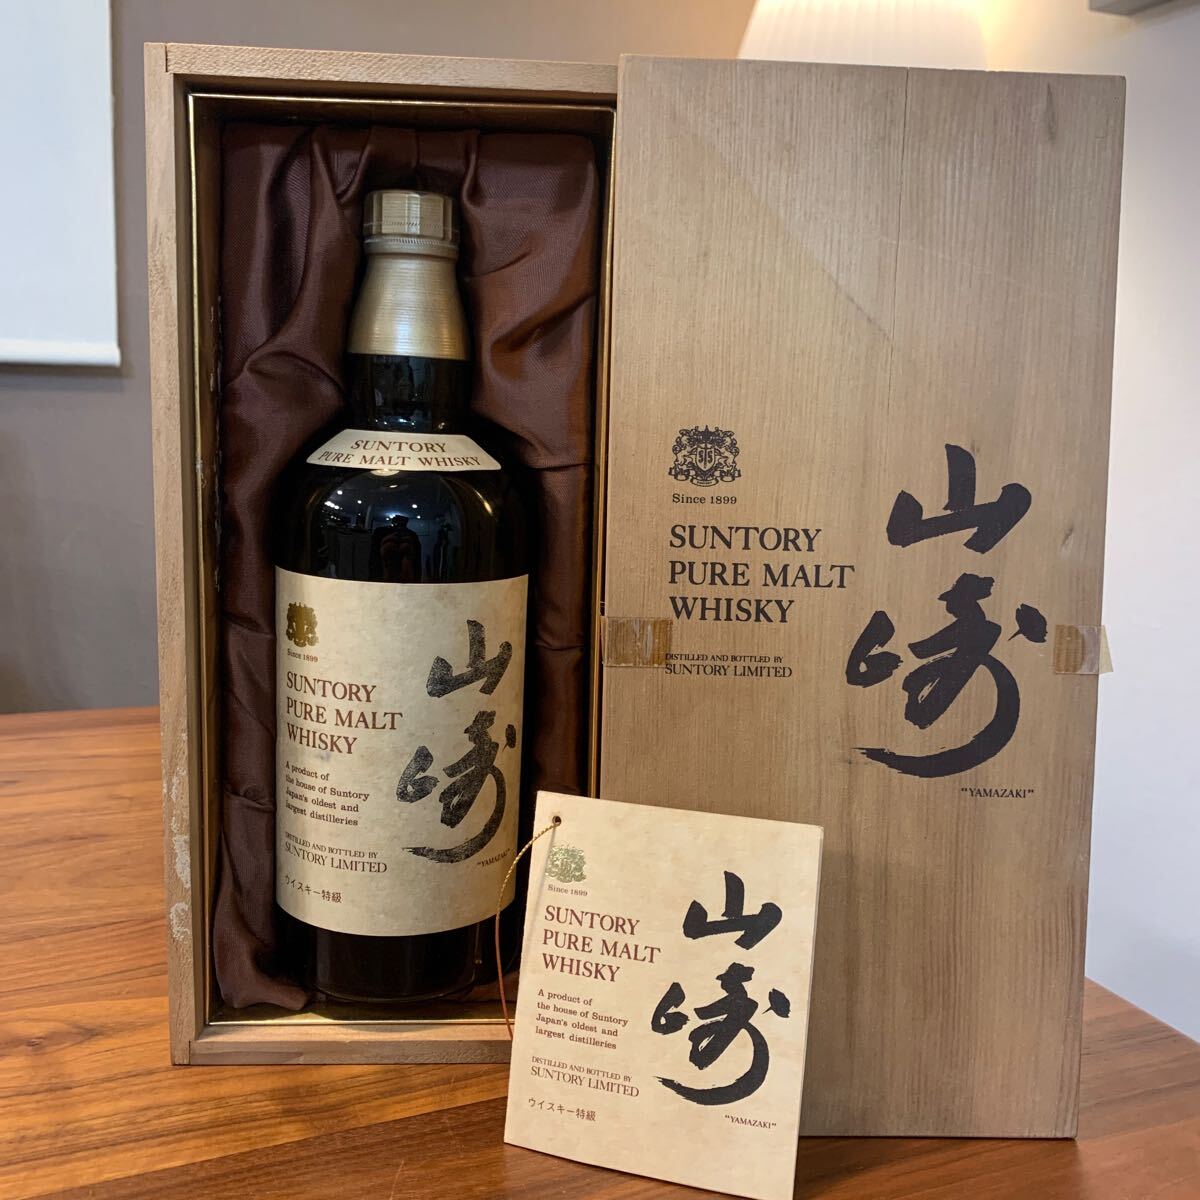 SUNTORY
PURE MALT WHISKY
Since 1899
SUNTORY
PURE MALT
WHISKY
A product of
the house of Suntory
Japan's oldest and
largest distilleries
DISTILLED AND BOTTLED BY
SUNTORY LIMITED
ウイスキー特級
山崎
"YAMAZAKI"
Since 1899
SUNTORY
PURE MALT
WHISKY
DISTILLED AND BOTTLED BY
SUNTORY LIMITED
山崎
"YAMAZAKI"
Since 1899
SUNTORY
PURE MALT
WHISKY
A product of
the house of Suntory
Japan's oldest and
largest distilleries
DISTILLED AND BOTTLED BY
SUNTORY LIMITED
ウイスキー特級
山崎
"YAMAZAKI"